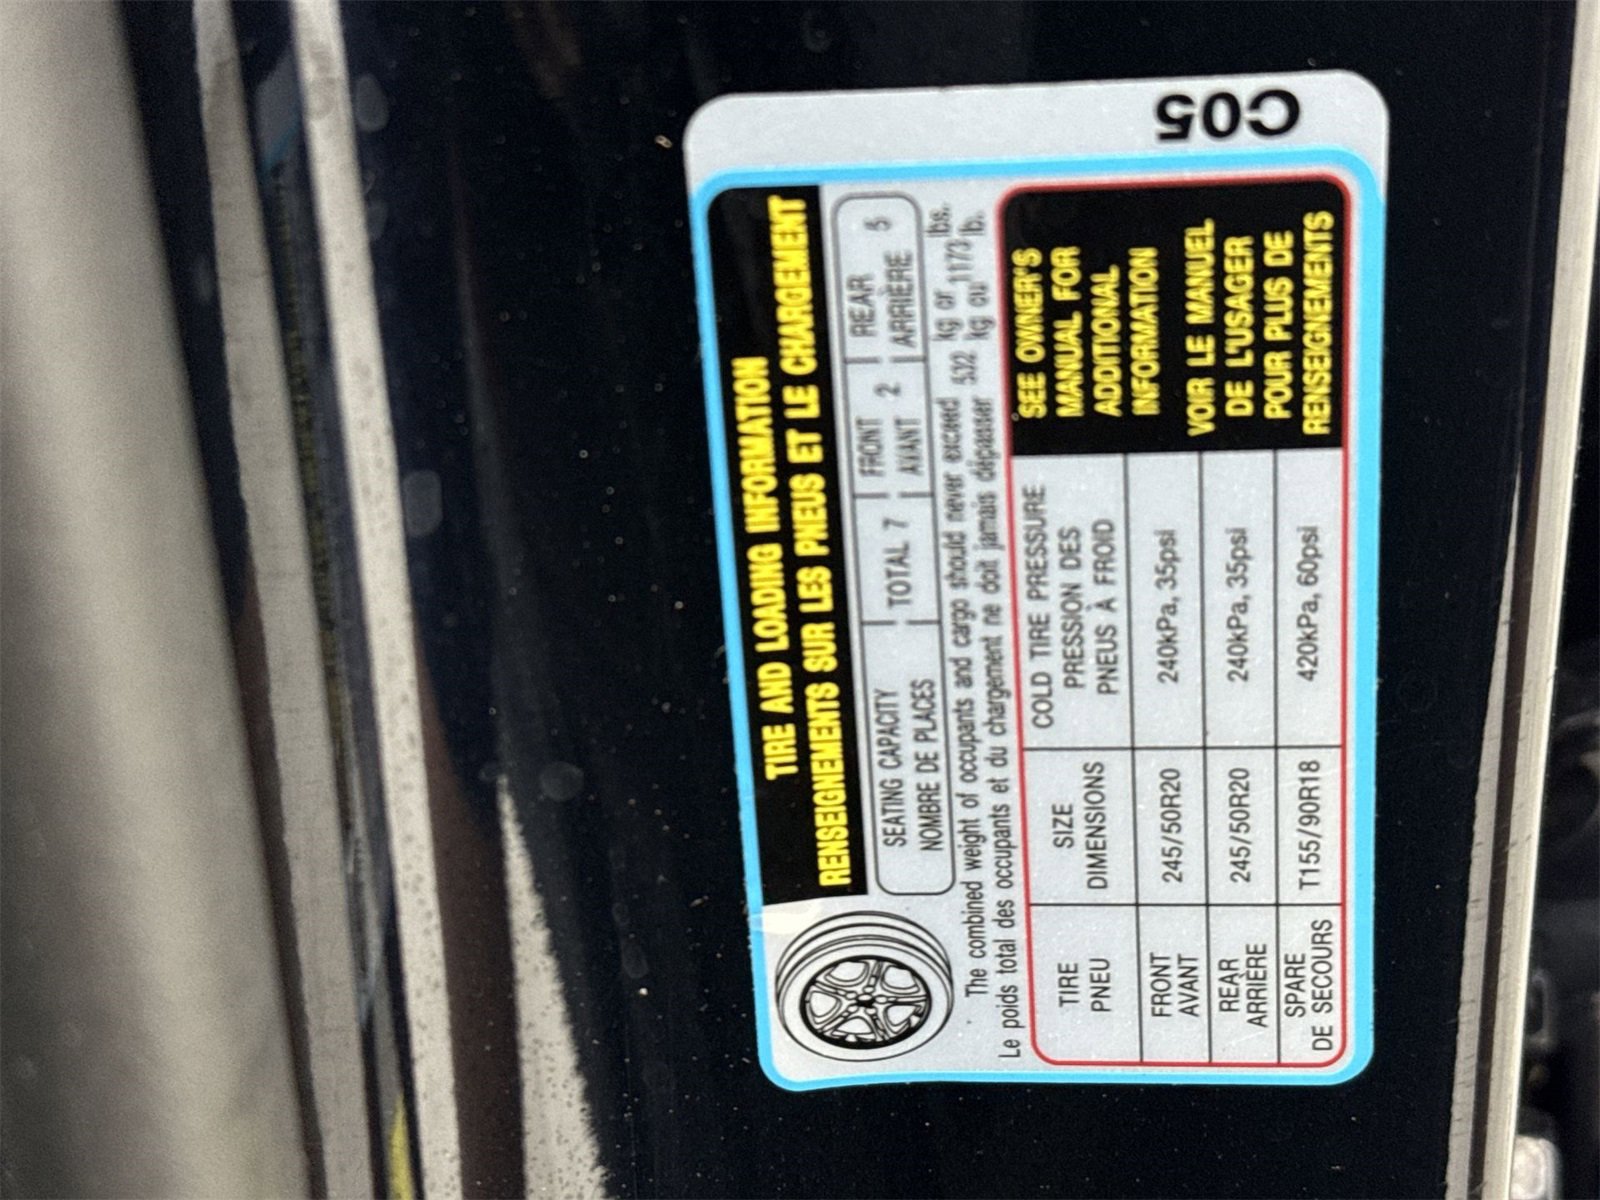 C05
TIRE AND LOADING INFORMATION
RENSEIGNEMENTS SUR LES PNEUS ET LE CHARGEMENT
SEATING CAPACITY
NOMBRE DE PLACES
TOTAL 7
FRONT
AVANT 2
REAR
ARRIÈRE 5
The combined weight of occupants and cargo should never exceed 532 kg or 1173 lbs.
Le poids total des occupants et du chargement ne doit jamais dépasser 532 kg ou 1173 lb.
TIRE
PNEU
SIZE
DIMENSIONS
COLD TIRE PRESSURE
PRESSION DES
PNEUS À FROID
FRONT
AVANT
245/50R20
240kPa, 35psi
REAR
ARRIÈRE
245/50R20
240kPa, 35psi
SPARE
DE SECOURS
T155/90R18
420kPa, 60psi
SEE OWNER'S
MANUAL FOR
ADDITIONAL
INFORMATION
VOIR LE MANUEL
DE L'USAGER
POUR PLUS DE
RENSEIGNEMENTS